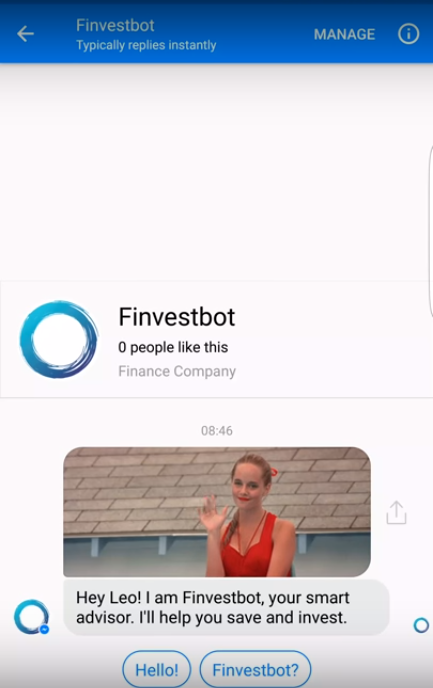 Finvestbot
Typically replies instantly
MANAGE
Finvestbot
0 people like this
Finance Company
08:46
Hey Leo! I am Finvestbot, your smart
advisor. I'll help you save and invest.
Hello!
Finvestbot?